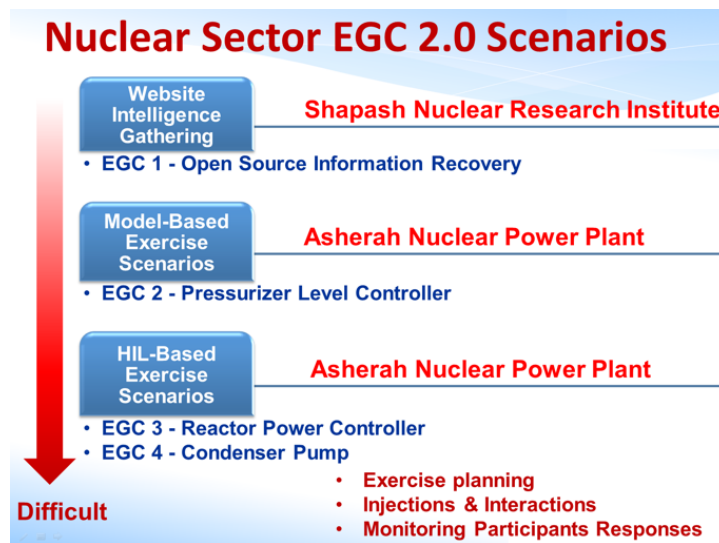 Nuclear Sector EGC 2.0 Scenarios
Website
Intelligence
Gathering
Shapash Nuclear Research Institute
• EGC 1 - Open Source Information Recovery
Model-Based
Exercise
Scenarios
Asherah Nuclear Power Plant
• EGC 2 - Pressurizer Level Controller
HIL-Based
Exercise
Scenarios
Asherah Nuclear Power Plant
• EGC 3 - Reactor Power Controller
• EGC 4 - Condenser Pump
Difficult
• Exercise planning
• Injections & Interactions
• Monitoring Participants Responses